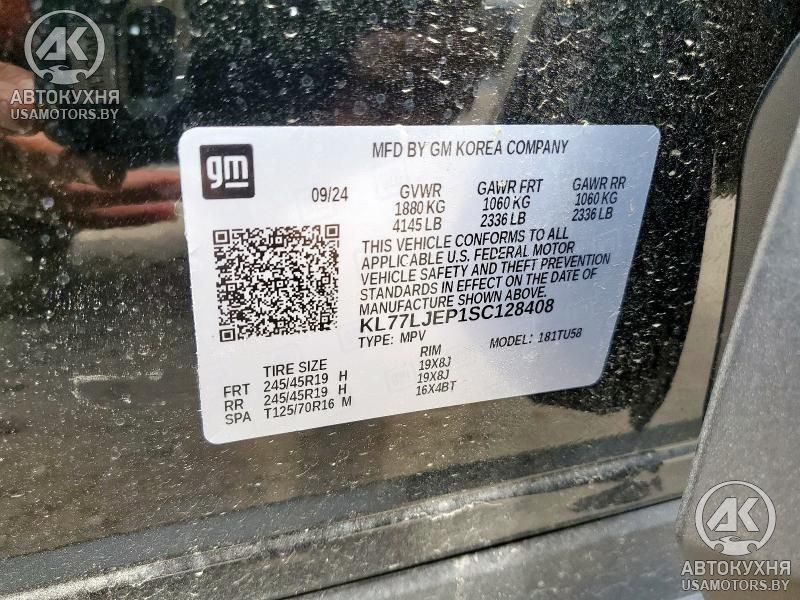 AK
АВТОКУХНЯ
USAMOTORS.BY
gm
MFD BY GM KOREA COMPANY
09/24
GVWR
1880 KG
4145 LB
GAWR FRT
1060 KG
2336 LB
GAWR RR
1060 KG
2336 LB
THIS VEHICLE CONFORMS TO ALL
APPLICABLE U.S. FEDERAL MOTOR
VEHICLE SAFETY AND THEFT PREVENTION
STANDARDS IN EFFECT ON THE DATE OF
MANUFACTURE SHOWN ABOVE.
KL77LJEP1SC128408
TYPE: MPV
MODEL: 181TU58
TIRE SIZE
RIM
FRT 245/45R19 H 19X8J
RR 245/45R19 H 19X8J
SPA T125/70R16 M 16X4BT
AK
АВТОКУХНЯ
USAMOTORS.BY